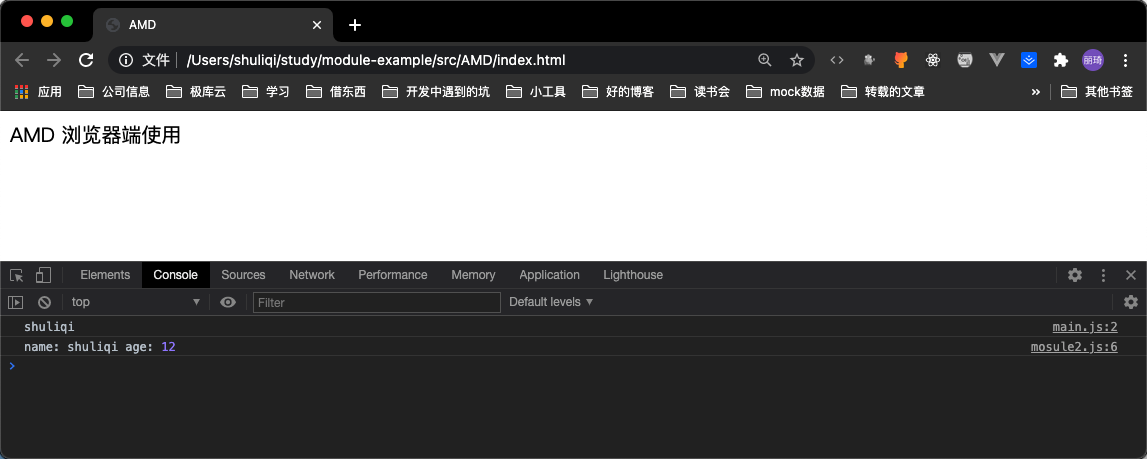 AMD
文件 /Users/shuliqi/study/module-example/src/AMD/index.html 丽琦
应用 公司信息 极库云 学习 借东西 开发中遇到的坑 小工具 好的博客 读书会 mock数据 转载的文章 » 其他书签
AMD 浏览器端使用
Elements Console Sources Network Performance Memory Application Lighthouse
top Filter Default levels
shuliqi main.js:2
name: shuliqi age: 12 mosule2.js:6